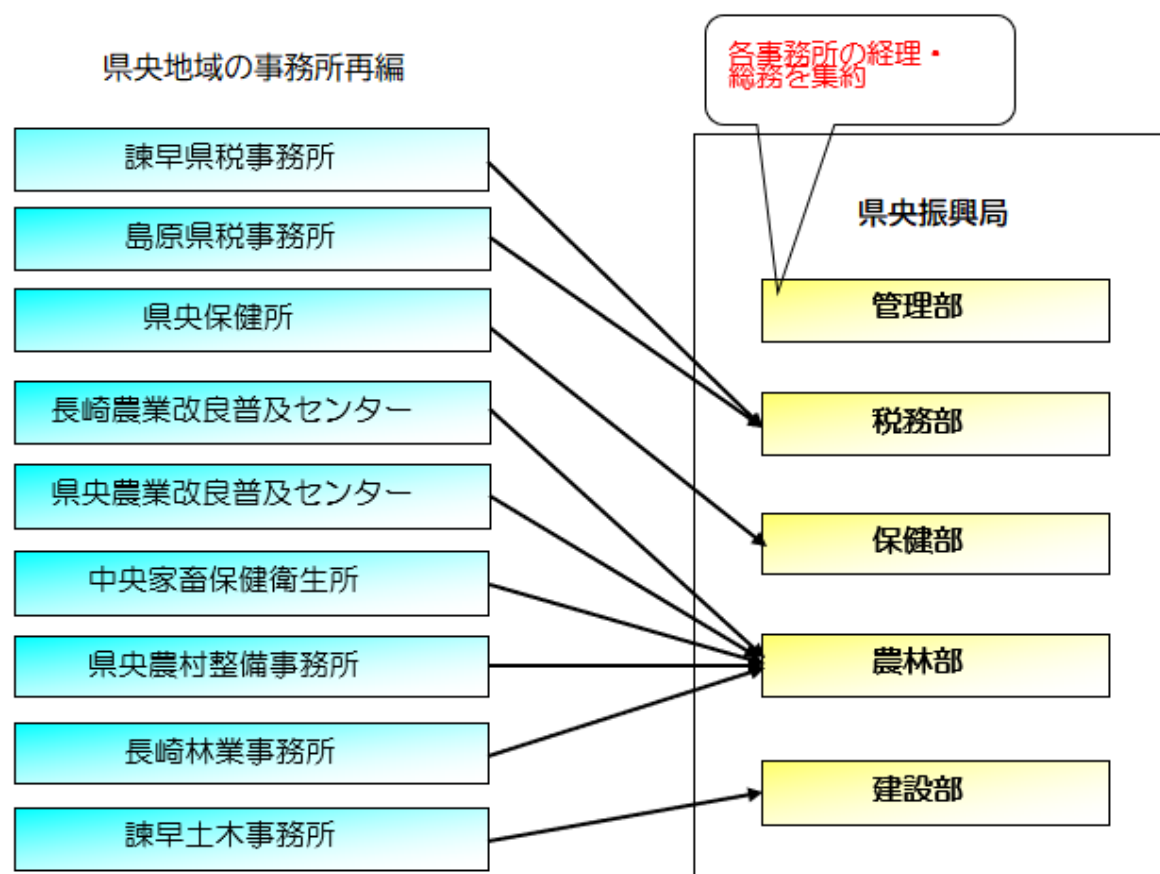 県央地域の事務所再編
各事務所の経理・
総務を集約
諫早県税事務所
島原県税事務所
県央保健所
長崎農業改良普及センター
県央農業改良普及センター
中央家畜保健衛生所
県央農村整備事務所
長崎林業事務所
諫早土木事務所
県央振興局
管理部
税務部
保健部
農林部
建設部